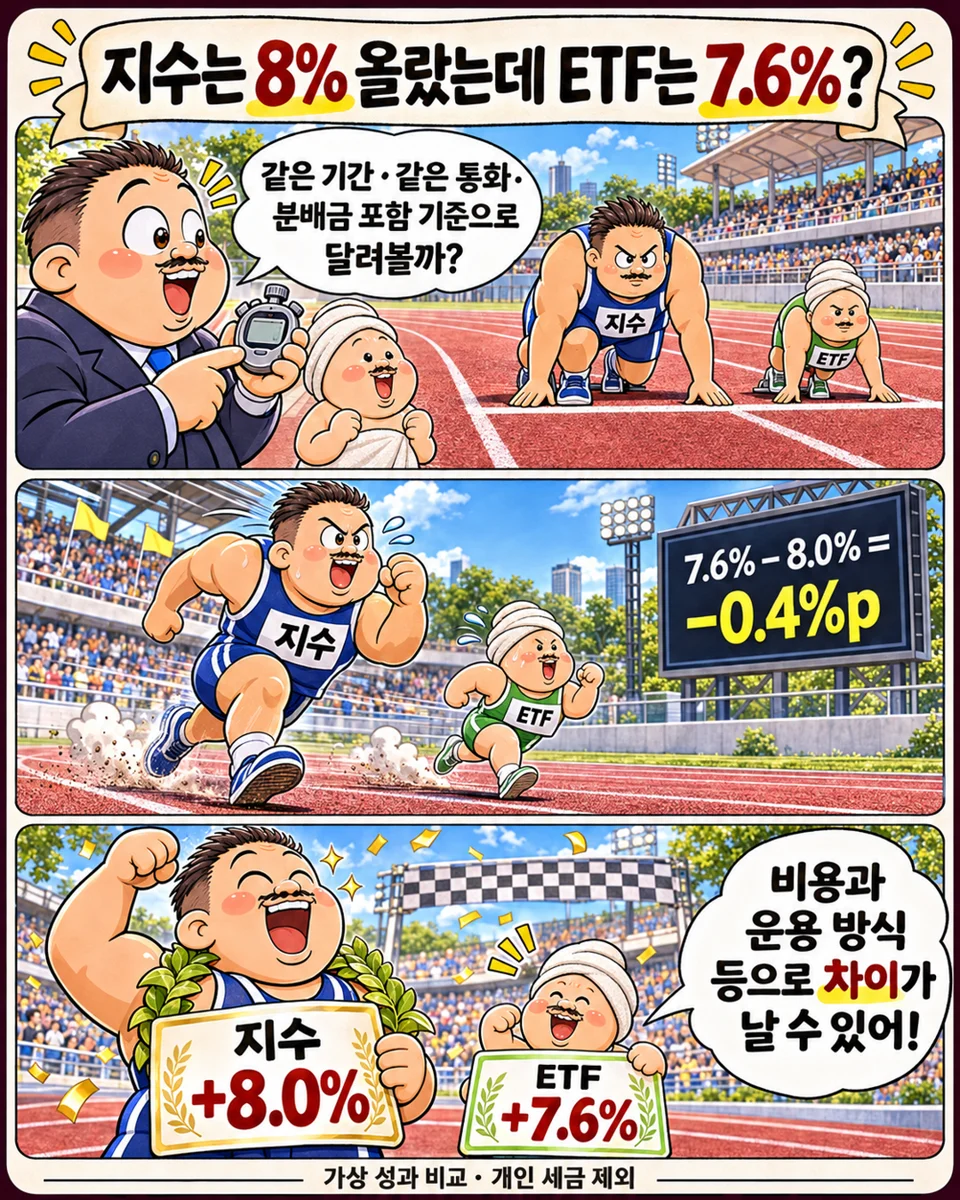 지수는 8% 올랐는데 ETF는 7.6%?
같은 기간·같은 통화·
분배금 포함 기준으로
달려볼까?
지수
ETF
지수
ETF
7.6% – 8.0% =
–0.4%p
비용과
운용 방식
등으로 차이가
날 수 있어!
지수
+8.0%
ETF
+7.6%
가상 성과 비교 · 개인 세금 제외